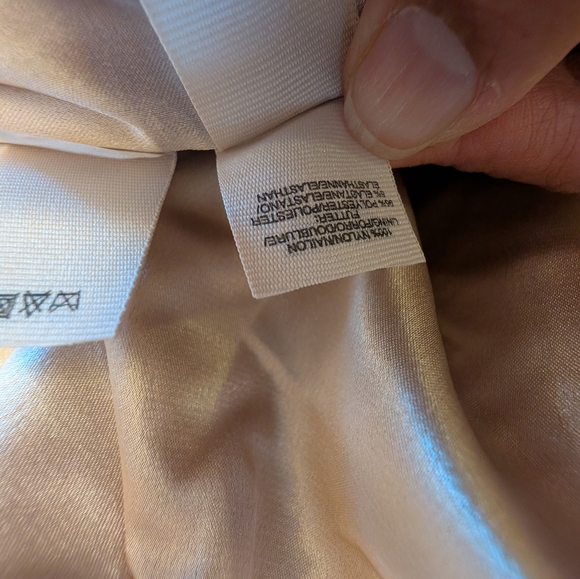 100% NYLON/NAILON
LINING/FORRO/DOUBLURE/
FUTTER:
95% POLYESTER/POLIESTER
5% ELASTANE/ELASTANO/
ELASTHANNE/ELASTHAN